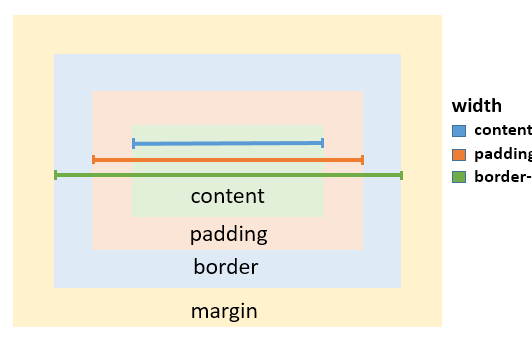 width
content
padding
border-
content
padding
border
margin